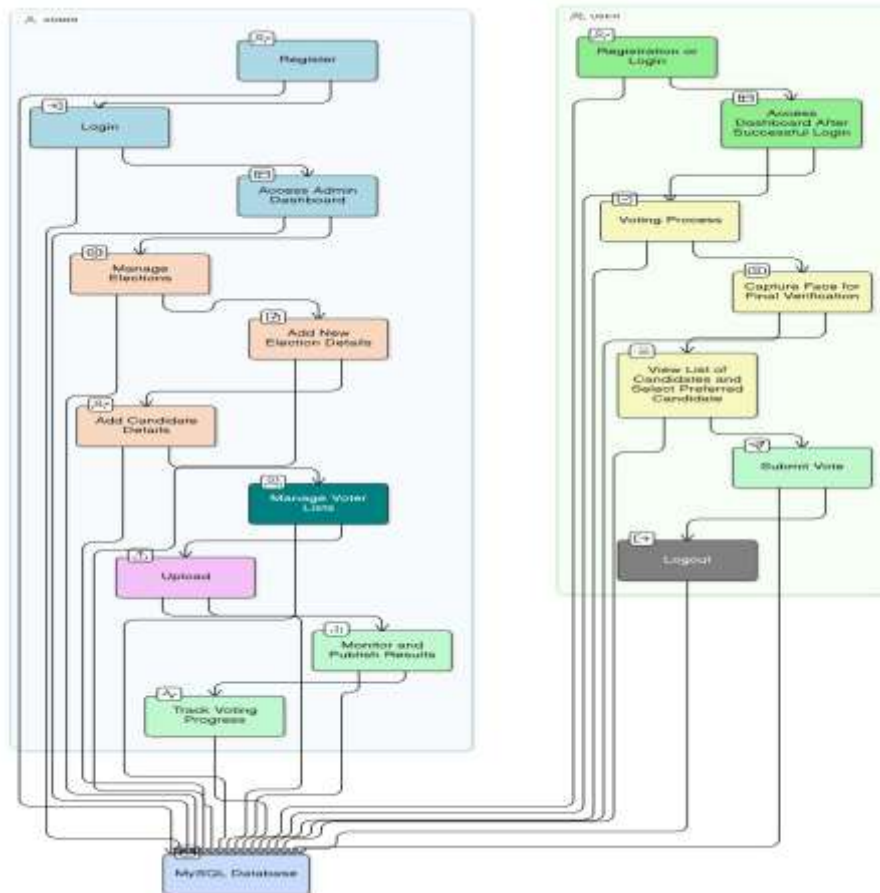 ADMIN
Register
Login
Access Admin
Dashboard
Manage
Elections
Add New
Election Details
Add Candidate
Details
Manage Voter
Lists
Upload
Monitor and
Publish Results
Track Voting
Progress
USER
Registration or
Login
Access
Dashboard After
Successful Login
Voting Process
Capture Face for
Final Verification
View List of
Candidates and
Select Preferred
Candidate
Submit Vote
Logout
MySQL Database